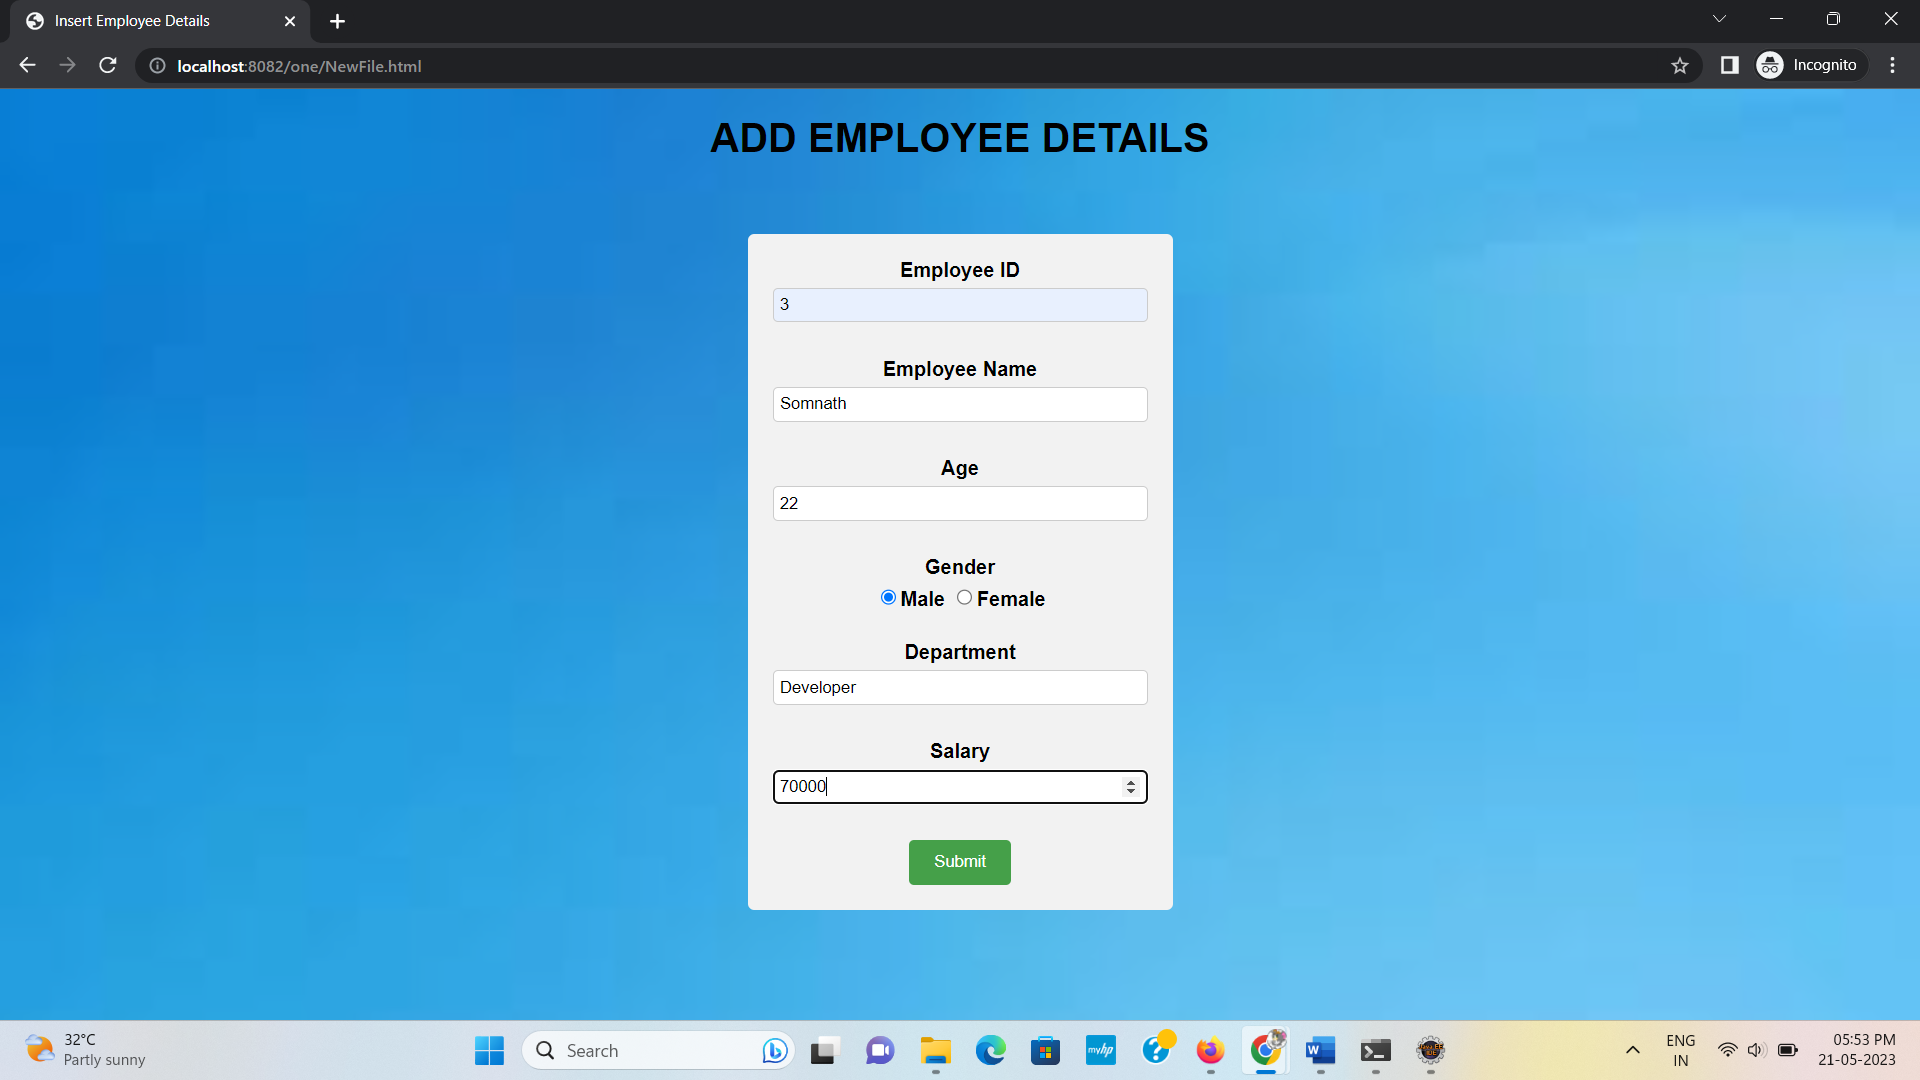 Insert Employee Details
localhost:8082/one/NewFile.html
Incognito
ADD EMPLOYEE DETAILS
Employee ID
3
Employee Name
Somnath
Age
22
Gender
Male Female
Department
Developer
Salary
70000
Submit
32°C
Partly sunny
Search
myhp
W
ENG
IN
05:53 PM
21-05-2023